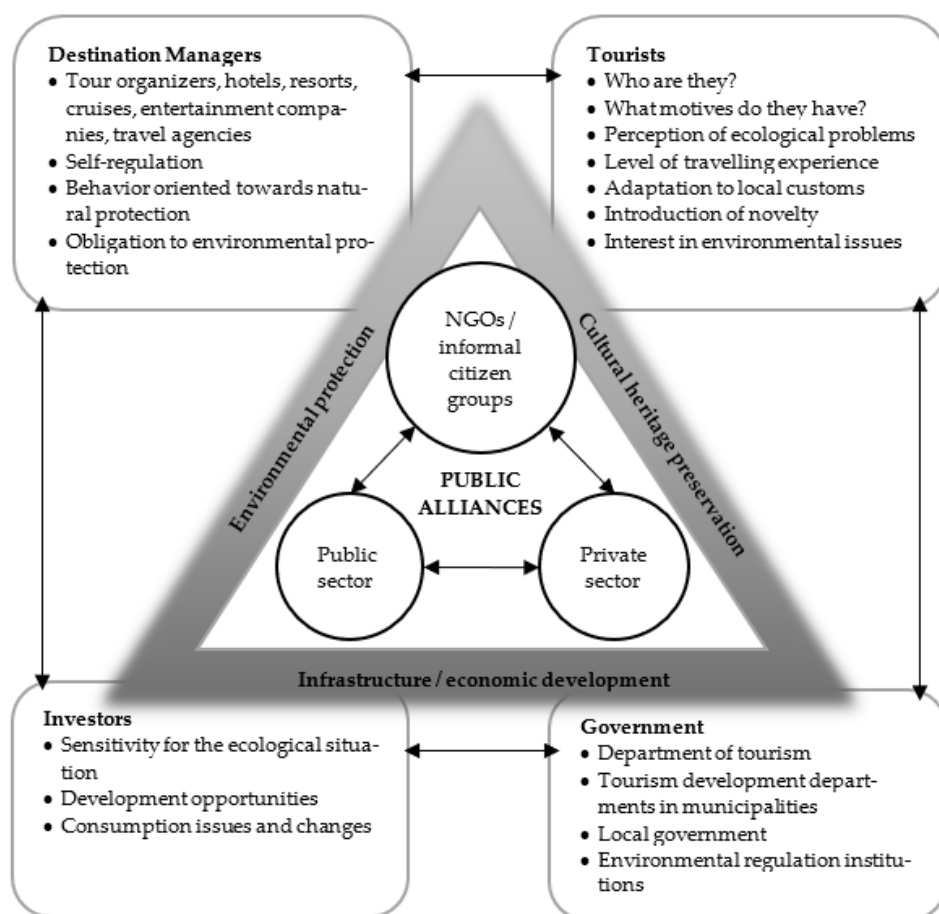 Destination Managers
• Tour organizers, hotels, resorts,
cruises, entertainment compa-
nies, travel agencies
• Self-regulation
• Behavior oriented towards natu-
ral protection
• Obligation to environmental pro-
tection
Tourists
• Who are they?
• What motives do they have?
• Perception of ecological problems
• Level of travelling experience
• Adaptation to local customs
• Introduction of novelty
• Interest in environmental issues
Environmental protection
Cultural heritage preservation
NGOs /
informal
citizen
groups
PUBLIC
ALLIANCES
Public
sector
Private
sector
Infrastructure / economic development
Investors
• Sensitivity for the ecological situa-
tion
• Development opportunities
• Consumption issues and changes
Government
• Department of tourism
• Tourism development depart-
ments in municipalities
• Local government
• Environmental regulation institu-
tions